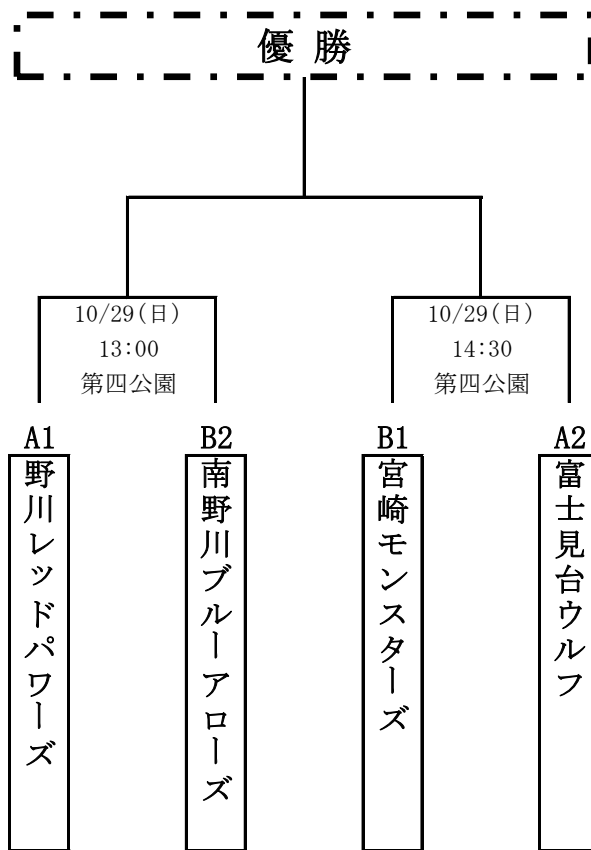 優勝
10/29(日)
13:00
第四公園
10/29(日)
14:30
第四公園
A1
B2
B1
A2
野川レッドパワーズ
南野川ブルーアローズ
宮崎モンスターズ
富士見台ウルフ